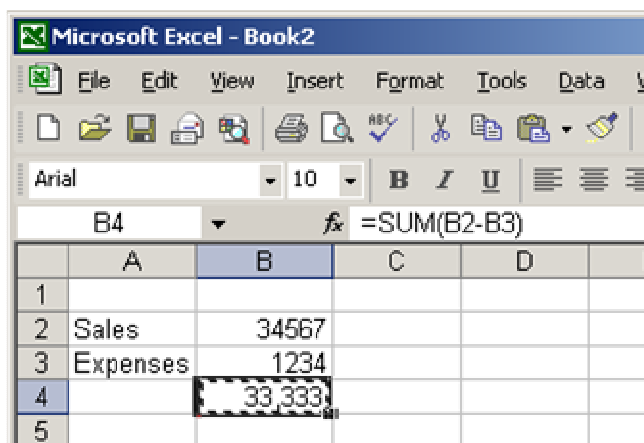 Microsoft Excel - Book2
File Edit View Insert Format Tools Data
ABC
Arial 10 B I U
B4 fx =SUM(B2-B3)
A B C D
1
2 Sales 34567
3 Expenses 1234
4 33,333
5